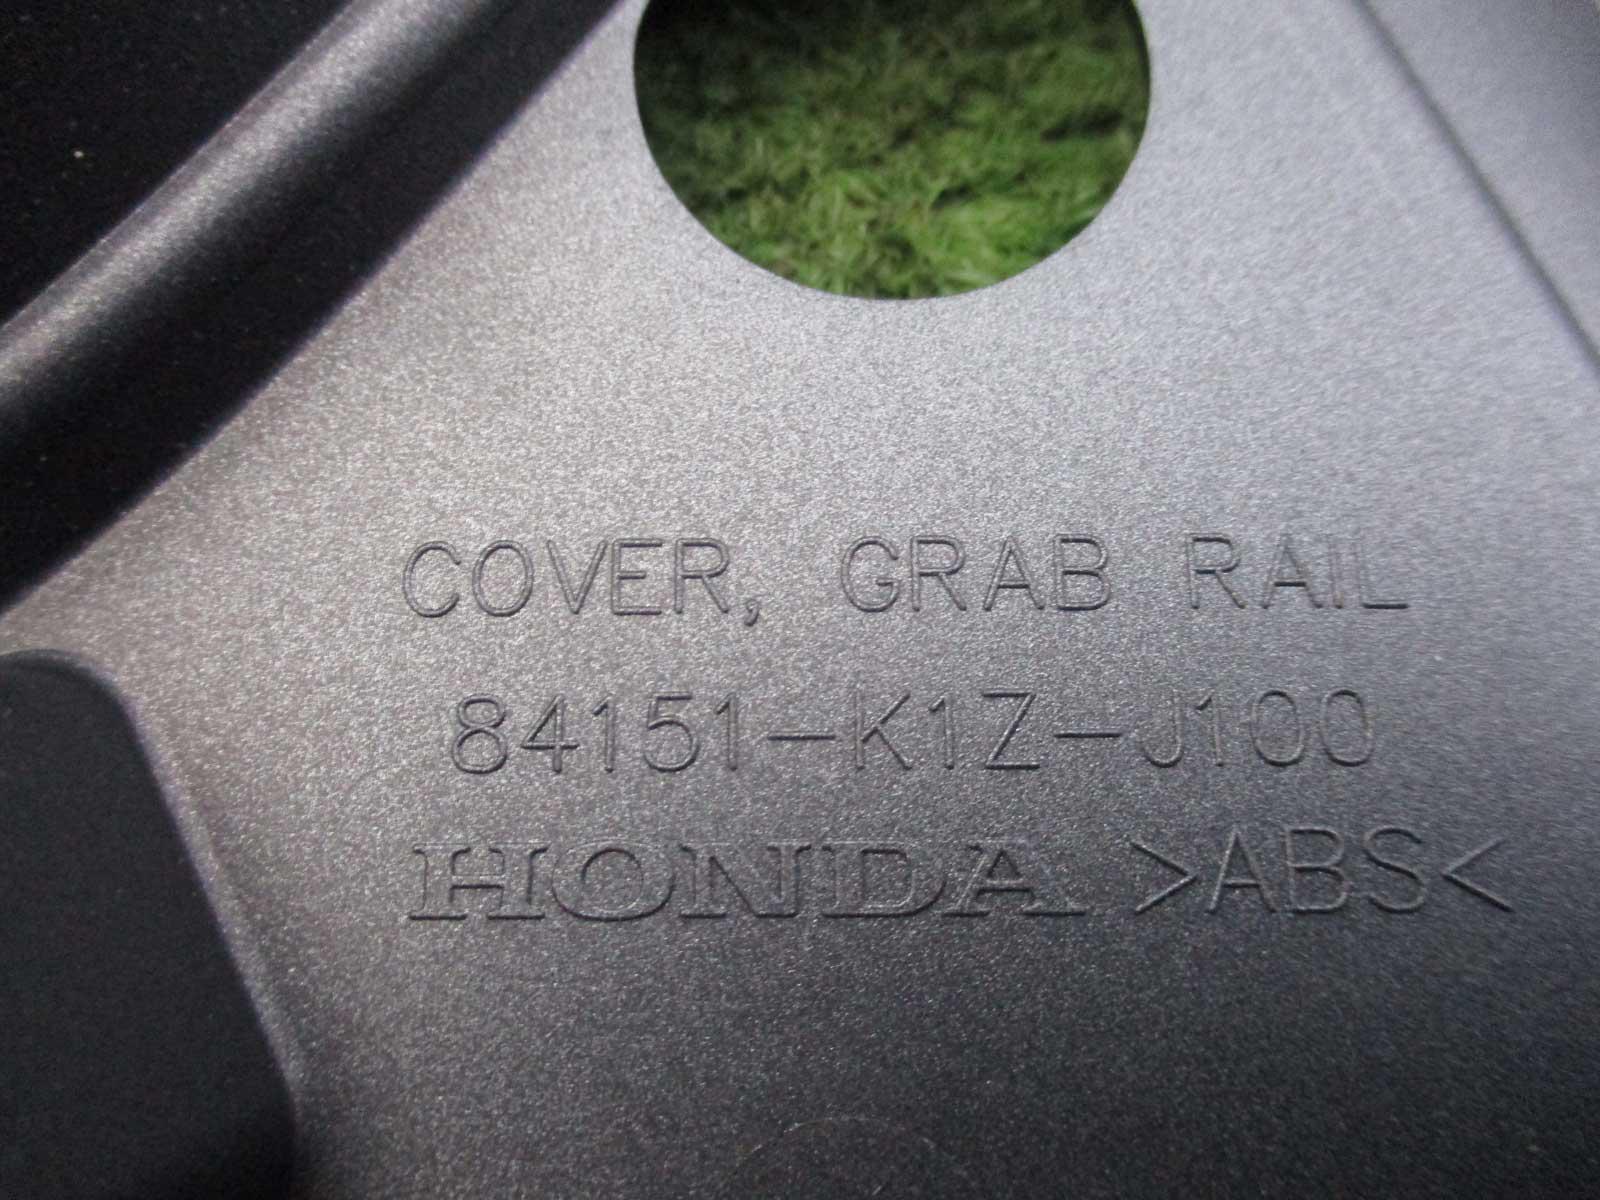 COVER, GRAB RAIL
84151-K1Z-J100
HONDA >ABS<